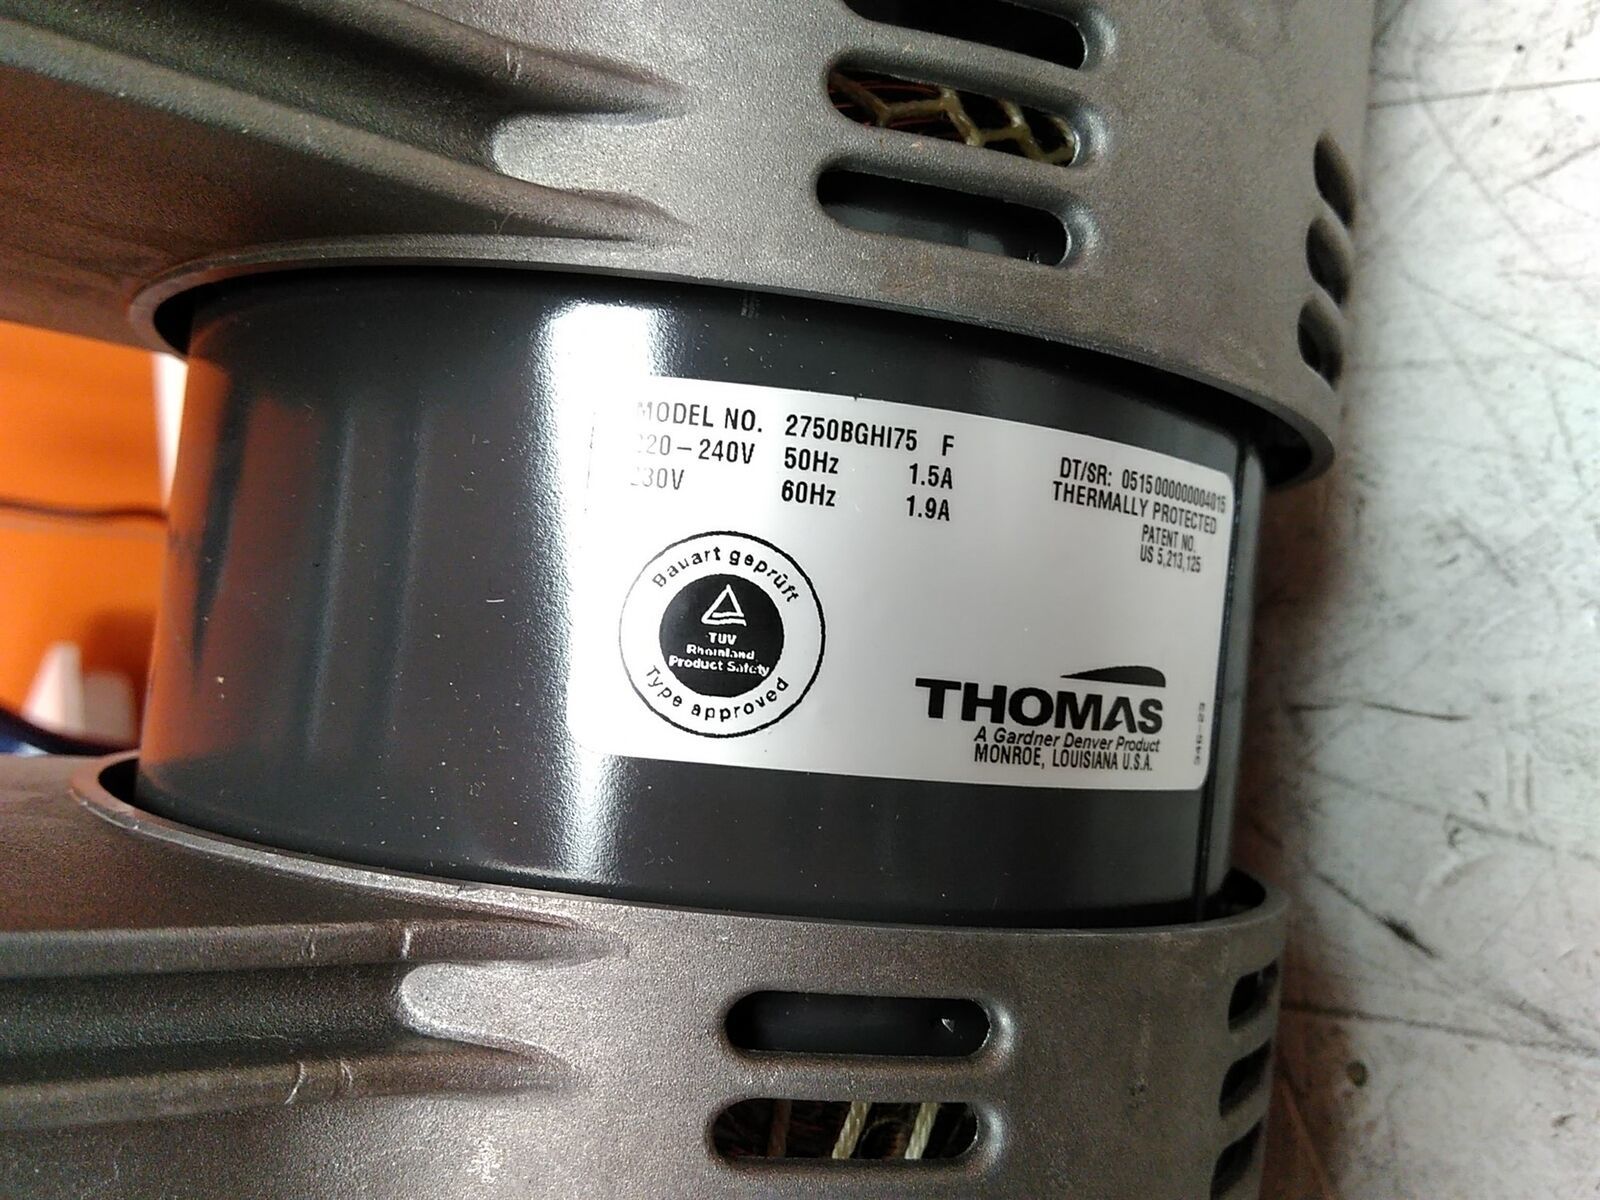 MODEL NO. 2750BGHI75 F
220-240V 50Hz 1.5A
230V 60Hz 1.9A
DT/SR: 0515000000004015
THERMALLY PROTECTED
PATENT NO.
US 5,213,125
Bauart geprüft
TUV
Rheinland
Product Safety
Type approved
THOMAS
A Gardner Denver Product
MONROE, LOUISIANA U.S.A.